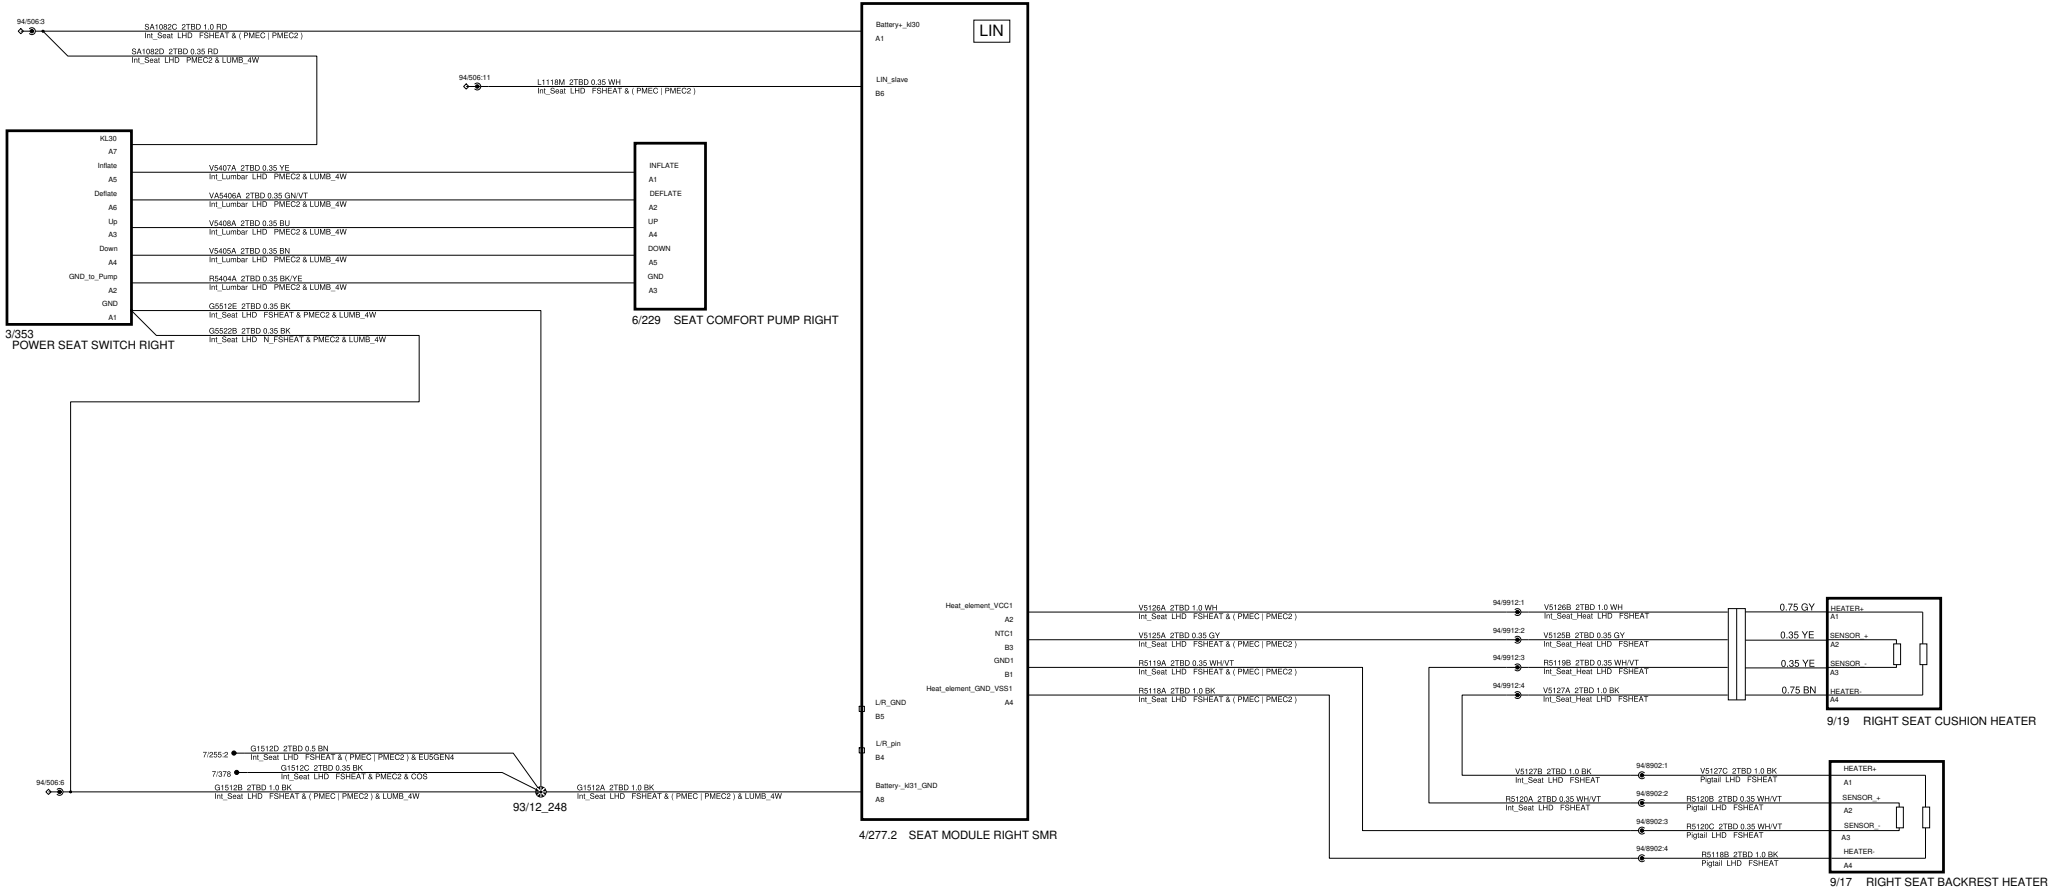 94/506:3
SA1082C 2TBD 1.0 RD
Int_Seat LHD FSHEAT & ( PMEC | PMEC2 )
SA1082D 2TBD 0.35 RD
Int_Seat LHD PMEC2 & LUMB_4W
94/506:11
L1118M 2TBD 0.35 WH
Int_Seat LHD FSHEAT & ( PMEC | PMEC2 )
Battery+_kl30
A1
LIN
LIN_slave
B6
KL30
A7
Inflate
A5
Deflate
A6
Up
A3
Down
A4
GND_to_Pump
A2
GND
A1
3/353
POWER SEAT SWITCH RIGHT
V5407A 2TBD 0.35 YE
Int_Lumbar LHD PMEC2 & LUMB_4W
VA5406A 2TBD 0.35 GN/VT
Int_Lumbar LHD PMEC2 & LUMB_4W
V5408A 2TBD 0.35 BU
Int_Lumbar LHD PMEC2 & LUMB_4W
V5405A 2TBD 0.35 BN
Int_Lumbar LHD PMEC2 & LUMB_4W
R5404A 2TBD 0.35 BK/YE
Int_Lumbar LHD PMEC2 & LUMB_4W
G5512E 2TBD 0.35 BK
Int_Seat LHD FSHEAT & PMEC2 & LUMB_4W
G5522B 2TBD 0.35 BK
Int_Seat LHD N_FSHEAT & PMEC2 & LUMB_4W
INFLATE
A1
DEFLATE
A2
UP
A4
DOWN
A5
GND
A3
6/229 SEAT COMFORT PUMP RIGHT
Heat_element_VCC1
A2
NTC1
B3
GND1
B1
Heat_element_GND_VSS1
A4
L/R_GND
B5
L/R_pin
B4
Battery-_kl31_GND
A8
4/277.2 SEAT MODULE RIGHT SMR
7/255:2
G1512D 2TBD 0.5 BN
Int_Seat LHD FSHEAT & ( PMEC | PMEC2 ) & EU5GEN4
7/378
G1512C 2TBD 0.35 BK
Int_Seat LHD FSHEAT & PMEC2 & COS
94/506:6
G1512B 2TBD 1.0 BK
Int_Seat LHD FSHEAT & ( PMEC | PMEC2 ) & LUMB_4W
93/12_248
G1512A 2TBD 1.0 BK
Int_Seat LHD FSHEAT & ( PMEC | PMEC2 ) & LUMB_4W
V5126A 2TBD 1.0 WH
Int_Seat LHD FSHEAT & ( PMEC | PMEC2 )
V5125A 2TBD 0.35 GY
Int_Seat LHD FSHEAT & ( PMEC | PMEC2 )
R5119A 2TBD 0.35 WH/VT
Int_Seat LHD FSHEAT & ( PMEC | PMEC2 )
R5118A 2TBD 1.0 BK
Int_Seat LHD FSHEAT & ( PMEC | PMEC2 )
94/9912:1
V5126B 2TBD 1.0 WH
Int_Seat_Heat LHD FSHEAT
94/9912:2
V5125B 2TBD 0.35 GY
Int_Seat_Heat LHD FSHEAT
94/9912:3
R5119B 2TBD 0.35 WH/VT
Int_Seat_Heat LHD FSHEAT
94/9912:4
V5127A 2TBD 1.0 BK
Int_Seat_Heat LHD FSHEAT
0.75 GY
0.35 YE
0.35 YE
0.75 BN
HEATER+
A1
SENSOR_+
A2
SENSOR_-
A3
HEATER-
A4
9/19 RIGHT SEAT CUSHION HEATER
V5127B 2TBD 1.0 BK
Int_Seat LHD FSHEAT
94/8902:1
V5127C 2TBD 1.0 BK
Pigtail LHD FSHEAT
R5120A 2TBD 0.35 WH/VT
Int_Seat LHD FSHEAT
94/8902:2
R5120B 2TBD 0.35 WH/VT
Pigtail LHD FSHEAT
94/8902:3
R5120C 2TBD 0.35 WH/VT
Pigtail LHD FSHEAT
94/8902:4
R5118B 2TBD 1.0 BK
Pigtail LHD FSHEAT
HEATER+
A1
SENSOR_+
A2
SENSOR_-
A3
HEATER-
A4
9/17 RIGHT SEAT BACKREST HEATER